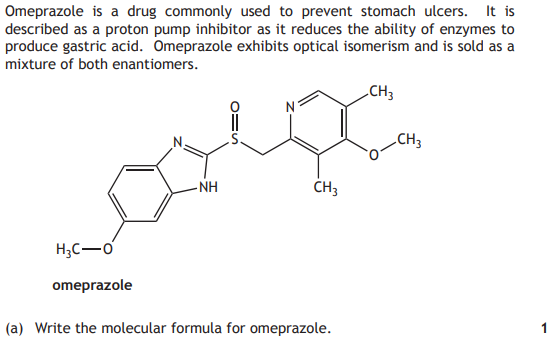 Omeprazole is a drug commonly used to prevent stomach ulcers. It is
described as a proton pump inhibitor as it reduces the ability of enzymes to
produce gastric acid. Omeprazole exhibits optical isomerism and is sold as a
mixture of both enantiomers.
CH₃
O
N
CH₃
N
S
O
NH
CH₃
H₃C—O
omeprazole
(a) Write the molecular formula for omeprazole. 1